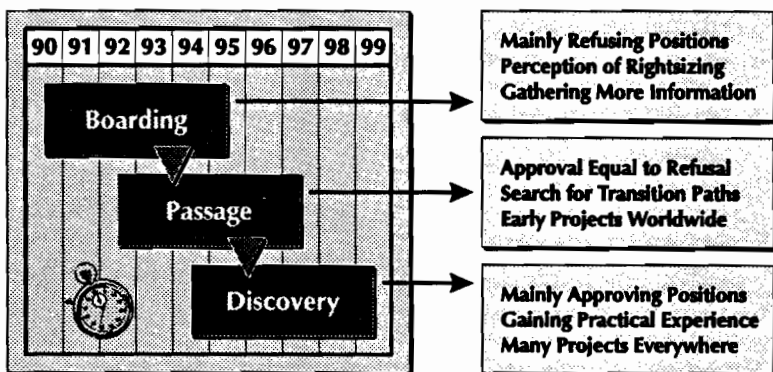 90 91 92 93 94 95 96 97 98 99
Boarding
Passage
Discovery
Mainly Refusing Positions
Perception of Rightsizing
Gathering More Information
Approval Equal to Refusal
Search for Transition Paths
Early Projects Worldwide
Mainly Approving Positions
Gaining Practical Experience
Many Projects Everywhere